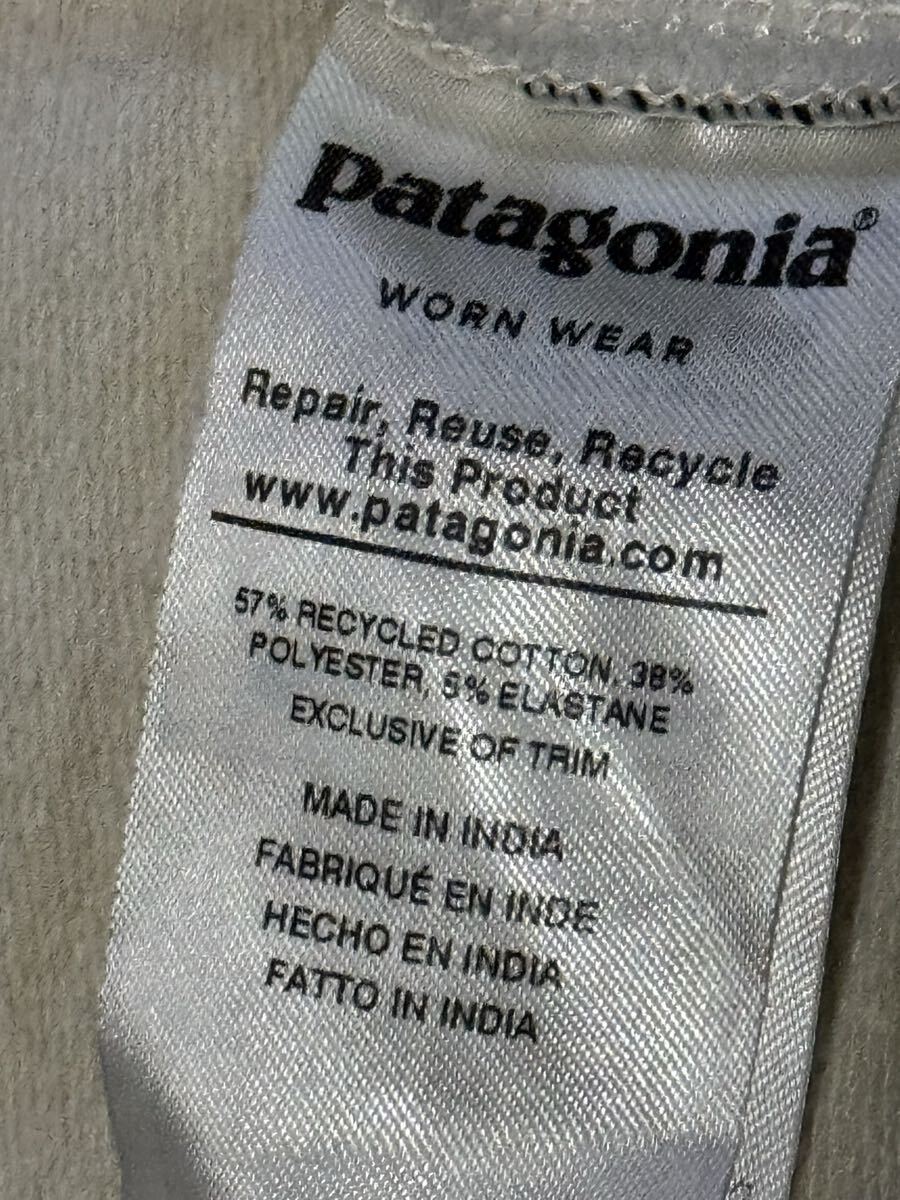 patagonia®
WORN WEAR
Repair, Reuse, Recycle
This Product
www.patagonia.com
57% RECYCLED COTTON, 38%
POLYESTER, 5% ELASTANE
EXCLUSIVE OF TRIM
MADE IN INDIA
FABRIQUÉ EN INDE
HECHO EN INDIA
FATTO IN INDIA